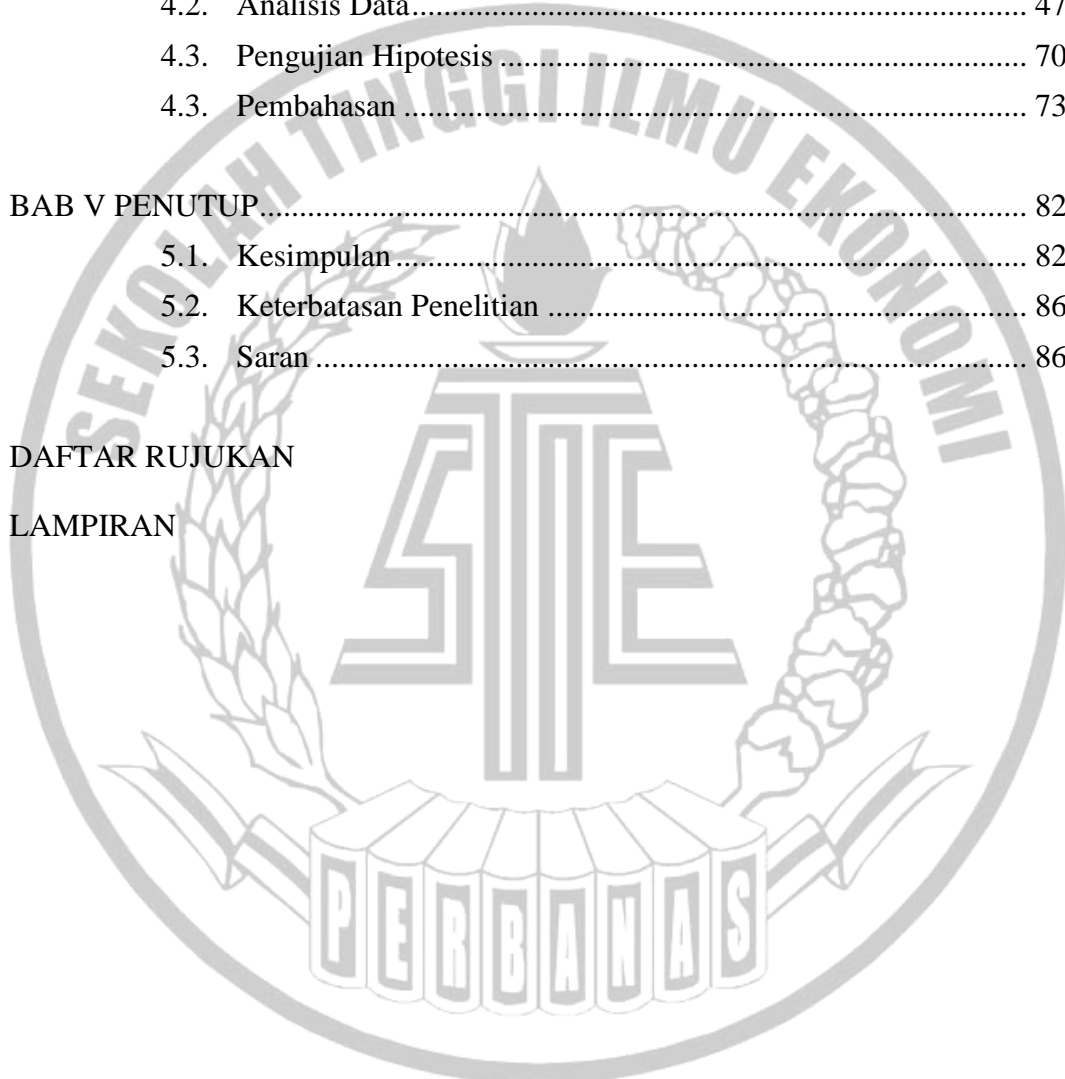 4.2. Analisis Data.......................................................................... 47
4.3. Pengujian Hipotesis ............................................................... 70
4.3. Pembahasan ........................................................................... 73
BAB V PENUTUP............................................................................................. 82
5.1. Kesimpulan ............................................................................ 82
5.2. Keterbatasan Penelitian .......................................................... 86
5.3. Saran ...................................................................................... 86
DAFTAR RUJUKAN
LAMPIRAN
SEKOLAH TINGGI ILMU EKONOMI
STIE
PERBANAS